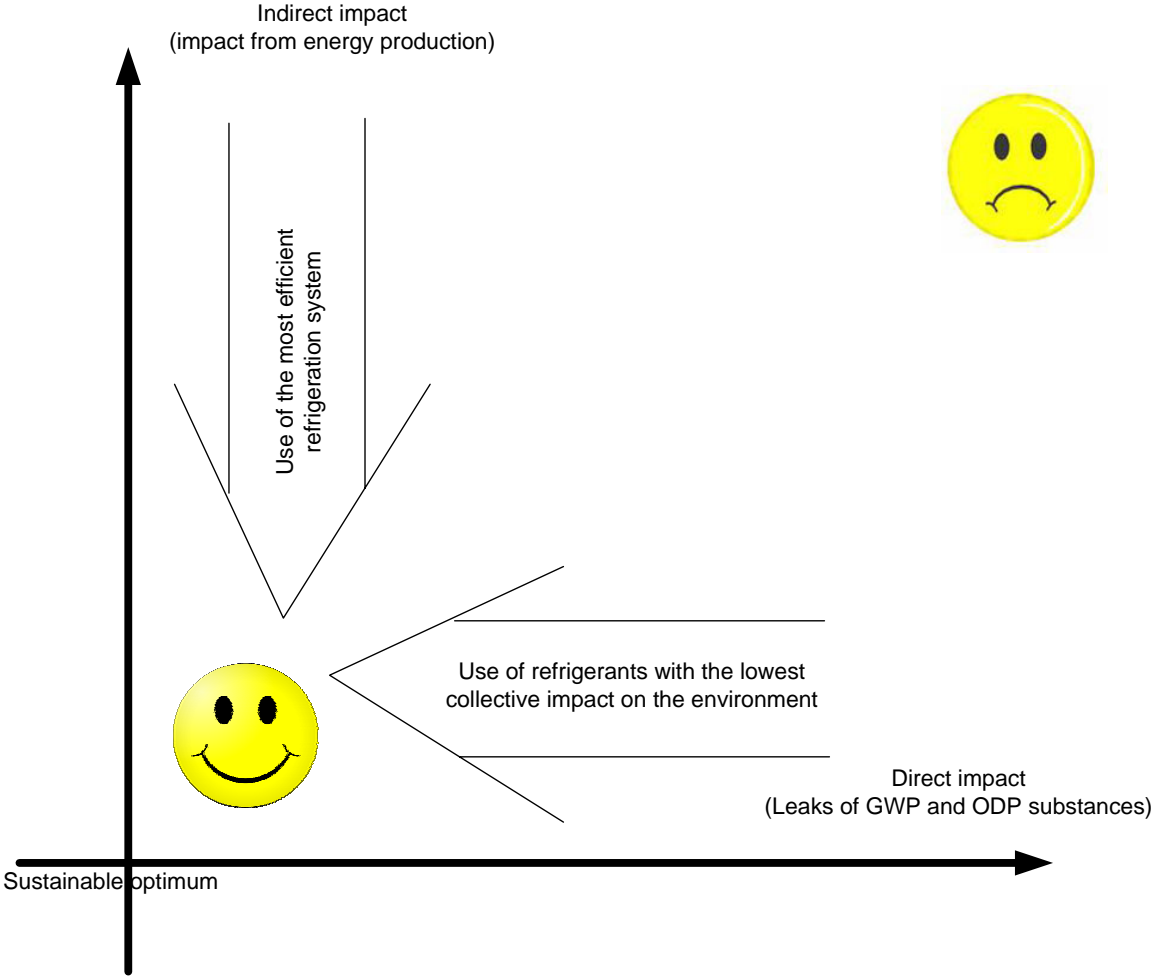 Indirect impact
(impact from energy production)
Use of the most efficient
refrigeration system
Use of refrigerants with the lowest
collective impact on the environment
Direct impact
(Leaks of GWP and ODP substances)
Sustainable optimum